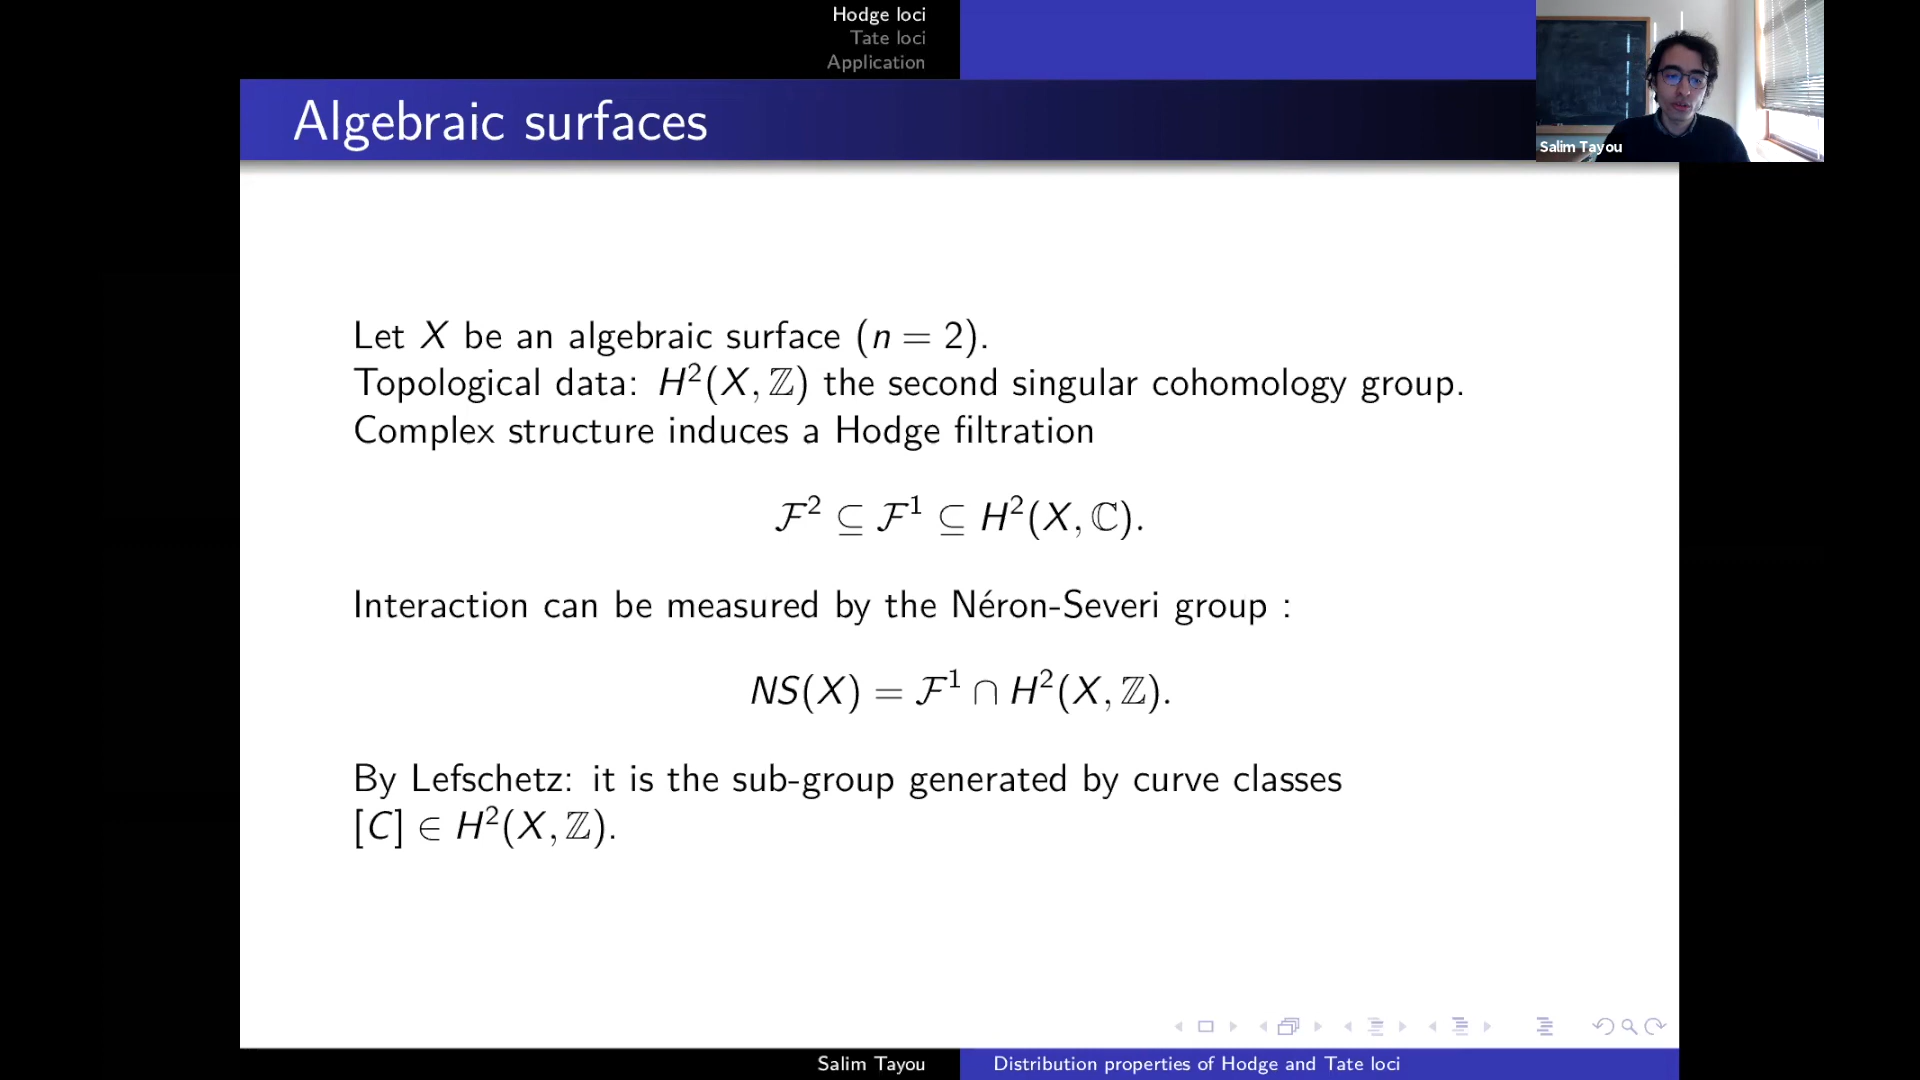 Hodge loci
Tate loci
Application
Algebraic surfaces
Salim Tayou
Let X be an algebraic surface (n = 2).
Topological data: H²(X, ℤ) the second singular cohomology group.
Complex structure induces a Hodge filtration
ℱ² ⊆ ℱ¹ ⊆ H²(X, ℂ).
Interaction can be measured by the Néron-Severi group :
NS(X) = ℱ¹ ∩ H²(X, ℤ).
By Lefschetz: it is the sub-group generated by curve classes
[C] ∈ H²(X, ℤ).
Salim Tayou
Distribution properties of Hodge and Tate loci